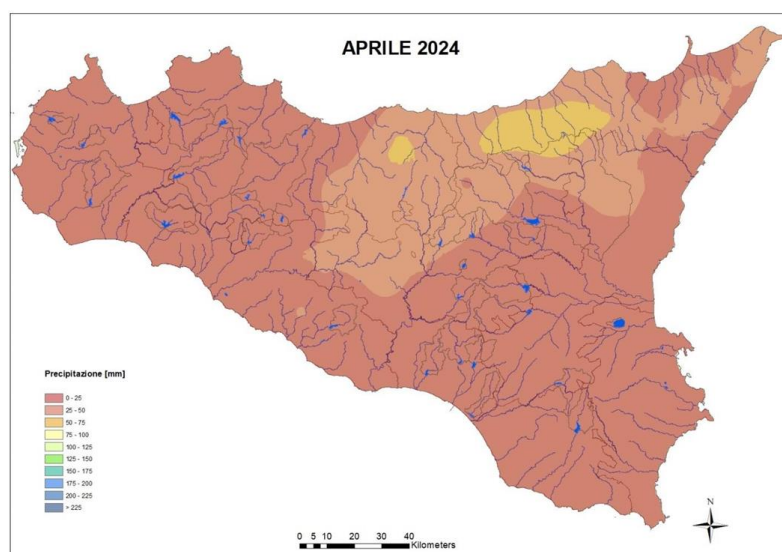 APRILE 2024
Precipitazione [mm]
0 - 25
25 - 50
50 - 75
75 - 100
100 - 125
125 - 150
150 - 175
175 - 200
200 - 225
> 225
N
0 5 10 20 30 40
Kilometers